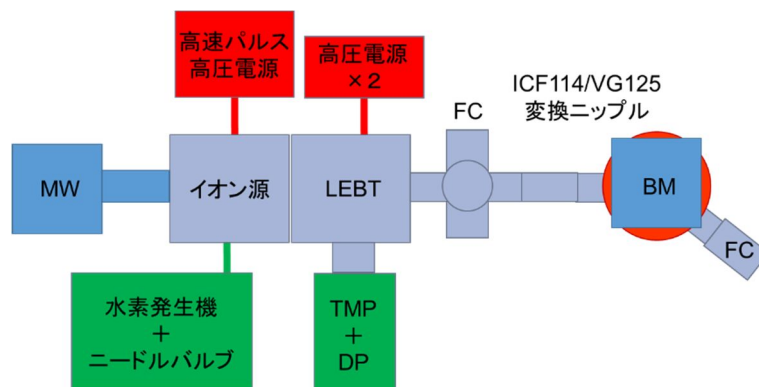 高速パルス
高圧電源
高圧電源
×2
FC
ICF114/VG125
変換ニップル
MW
イオン源
LEBT
BM
FC
水素発生機
＋
ニードルバルブ
TMP
＋
DP